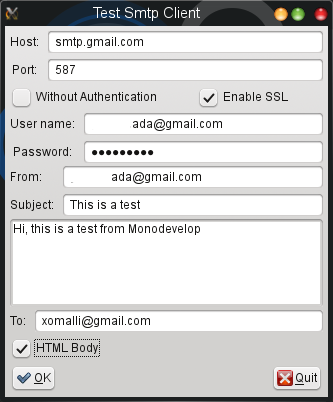 Test Smtp Client
Host: smtp.gmail.com
Port: 587
Without Authentication Enable SSL
User name: ada@gmail.com
Password: ●●●●●●●●●
From: ada@gmail.com
Subject: This is a test
Hi, this is a test from Monodevelop
To: xomalli@gmail.com
HTML Body
OK Quit